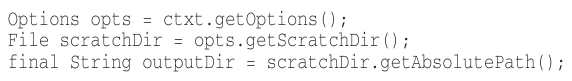 Options opts = ctxt.getOptions();
File scratchDir = opts.getScratchDir();
final String outputDir = scratchDir.getAbsolutePath();